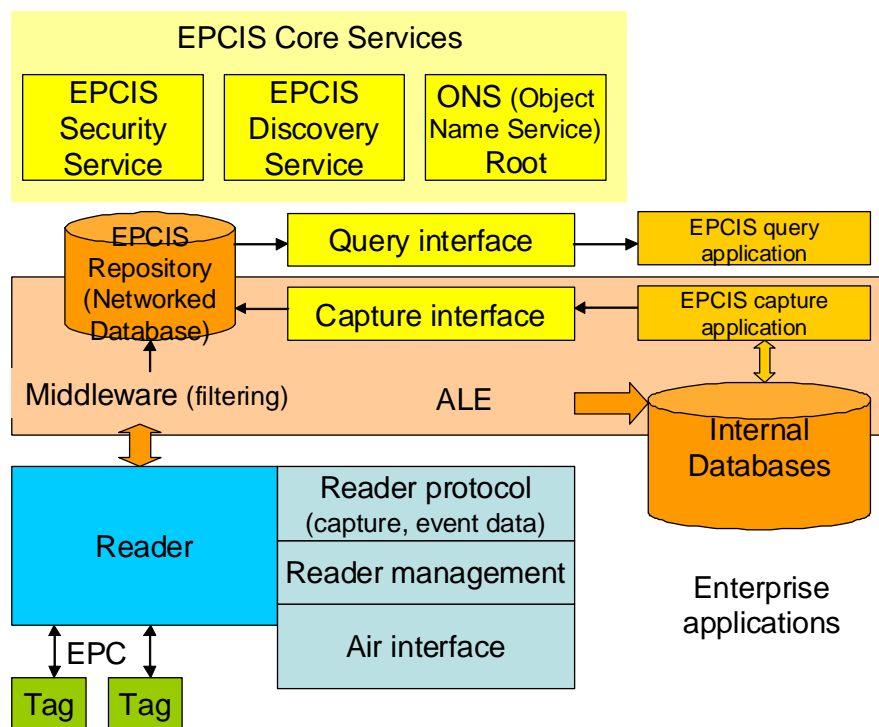 EPCIS Core Services
EPCIS
Security
Service
EPCIS
Discovery
Service
ONS (Object
Name Service)
Root
EPCIS
Repository
(Networked
Database)
Query interface
EPCIS query
application
Capture interface
EPCIS capture
application
Middleware (filtering)
ALE
Internal
Databases
Reader
Reader protocol
(capture, event data)
Reader management
Air interface
Enterprise
applications
EPC
Tag
Tag